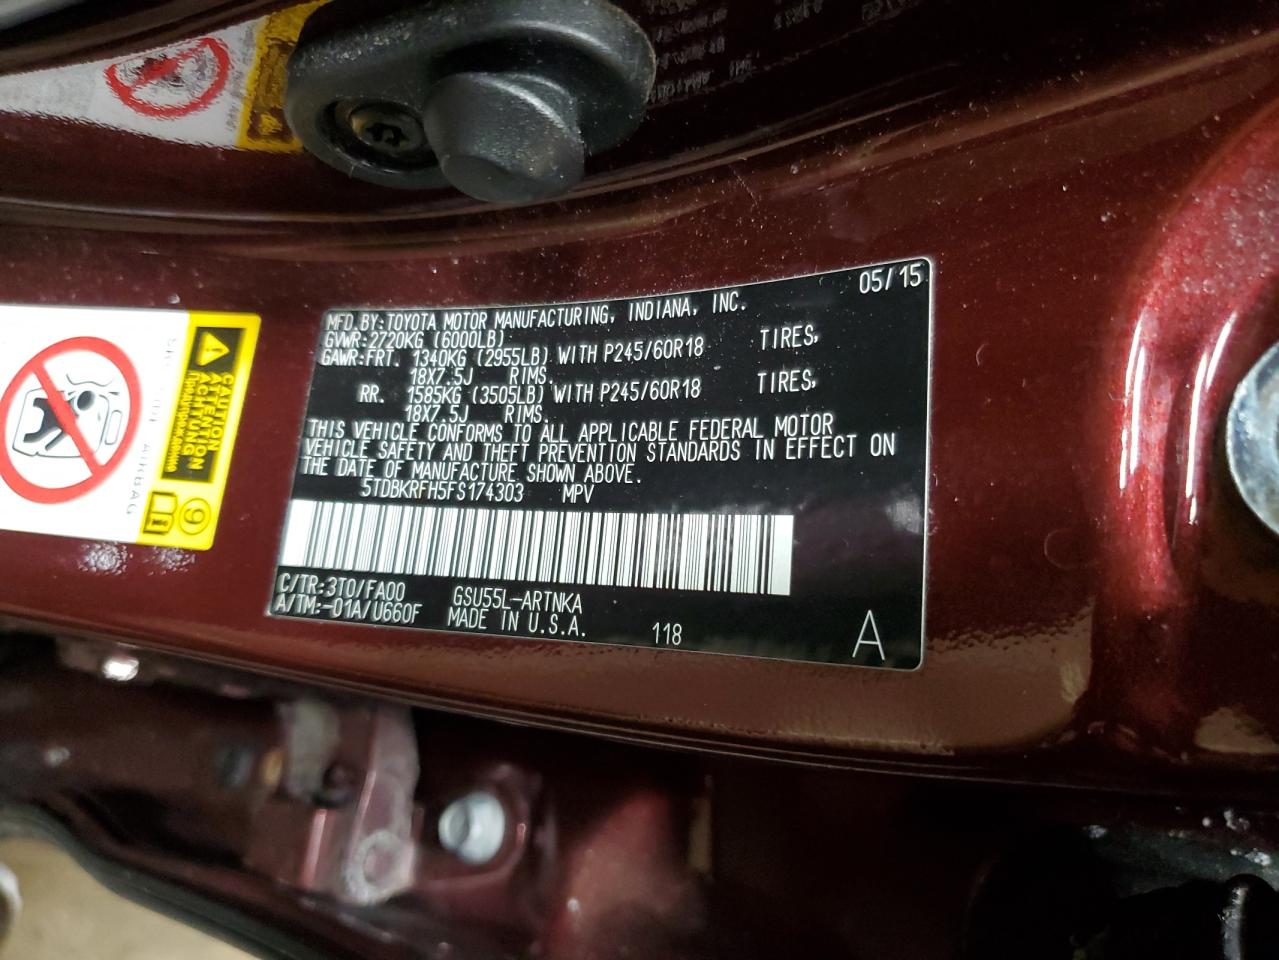 05/15
MFD. BY: TOYOTA MOTOR MANUFACTURING, INDIANA, INC.
GVWR: 2720KG (6000LB)
GAWR: FRT. 1340KG (2955LB) WITH P245/60R18 TIRES,
18X7.5J RIMS.
RR. 1585KG (3505LB) WITH P245/60R18 TIRES,
18X7.5J RIMS.
THIS VEHICLE CONFORMS TO ALL APPLICABLE FEDERAL MOTOR
VEHICLE SAFETY AND THEFT PREVENTION STANDARDS IN EFFECT ON
THE DATE OF MANUFACTURE SHOWN ABOVE.
5TDBKRFH5FS174303 MPV
C/TR: 3T0/FA00 GSU55L-ARTNKA
A/TM: -01A/U660F MADE IN U.S.A. 118 A
CAUTION
ATTENTION
ACHTUNG
AIRBAG